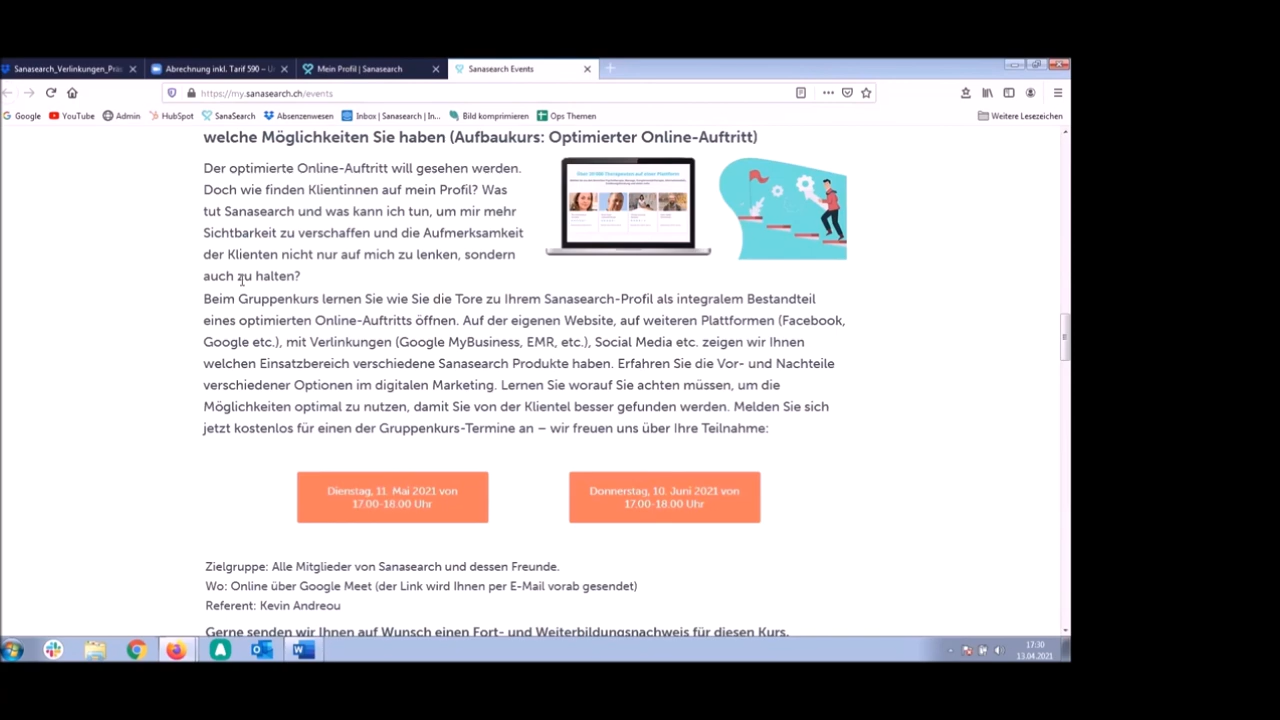 Sanasearch_Verlinkungen_Prä
Abrechnung inkl. Tarif 590 – U
Mein Profil | Sanasearch
Sanasearch Events
https://my.sanasearch.ch/events
Google YouTube Admin HubSpot SanaSearch Absenzenwesen Inbox | Sanasearch | In... Bild komprimieren Ops Themen Weitere Lesezeichen
welche Möglichkeiten Sie haben (Aufbaukurs: Optimierter Online-Auftritt)
Der optimierte Online-Auftritt will gesehen werden.
Doch wie finden Klientinnen auf mein Profil? Was
tut Sanasearch und was kann ich tun, um mir mehr
Sichtbarkeit zu verschaffen und die Aufmerksamkeit
der Klienten nicht nur auf mich zu lenken, sondern
auch zu halten?
Beim Gruppenkurs lernen Sie wie Sie die Tore zu Ihrem Sanasearch-Profil als integralem Bestandteil
eines optimierten Online-Auftritts öffnen. Auf der eigenen Website, auf weiteren Plattformen (Facebook,
Google etc.), mit Verlinkungen (Google MyBusiness, EMR, etc.), Social Media etc. zeigen wir Ihnen
welchen Einsatzbereich verschiedene Sanasearch Produkte haben. Erfahren Sie die Vor- und Nachteile
verschiedener Optionen im digitalen Marketing. Lernen Sie worauf Sie achten müssen, um die
Möglichkeiten optimal zu nutzen, damit Sie von der Klientel besser gefunden werden. Melden Sie sich
jetzt kostenlos für einen der Gruppenkurs-Termine an – wir freuen uns über Ihre Teilnahme:
Dienstag, 11. Mai 2021 von
17.00-18.00 Uhr
Donnerstag, 10. Juni 2021 von
17.00-18.00 Uhr
Zielgruppe: Alle Mitglieder von Sanasearch und dessen Freunde.
Wo: Online über Google Meet (der Link wird Ihnen per E-Mail vorab gesendet)
Referent: Kevin Andreou
Gerne senden wir Ihnen auf Wunsch einen Fort- und Weiterbildungsnachweis für diesen Kurs.
17:30
13.04.2021